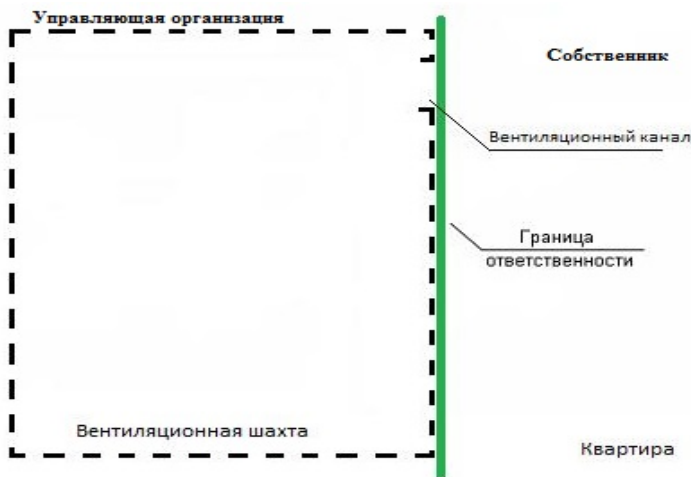 Управляющая организация
Собственник
Вентиляционный канал
Граница
ответственности
Вентиляционная шахта
Квартира